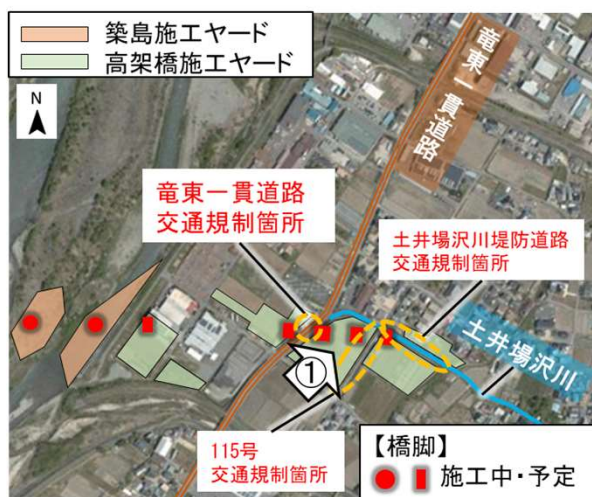 築島施工ヤード
高架橋施工ヤード
N
竜東一貫道路
竜東一貫道路
交通規制箇所
土井場沢川堤防道路
交通規制箇所
土井場沢川
①
115号
交通規制箇所
【橋脚】
施工中・予定